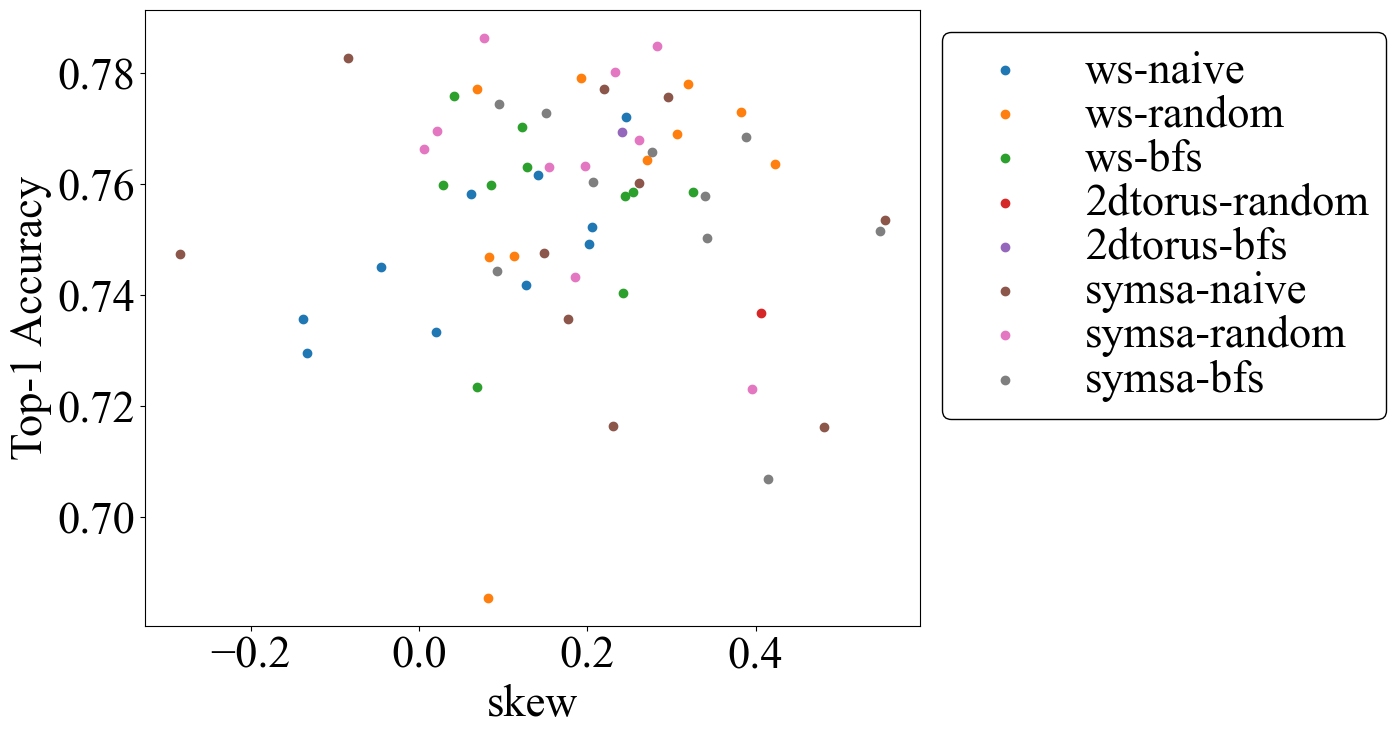 Top-1 Accuracy
0.78
0.76
0.74
0.72
0.70
−0.2
0.0
0.2
0.4
skew
ws-naive
ws-random
ws-bfs
2dtorus-random
2dtorus-bfs
symsa-naive
symsa-random
symsa-bfs